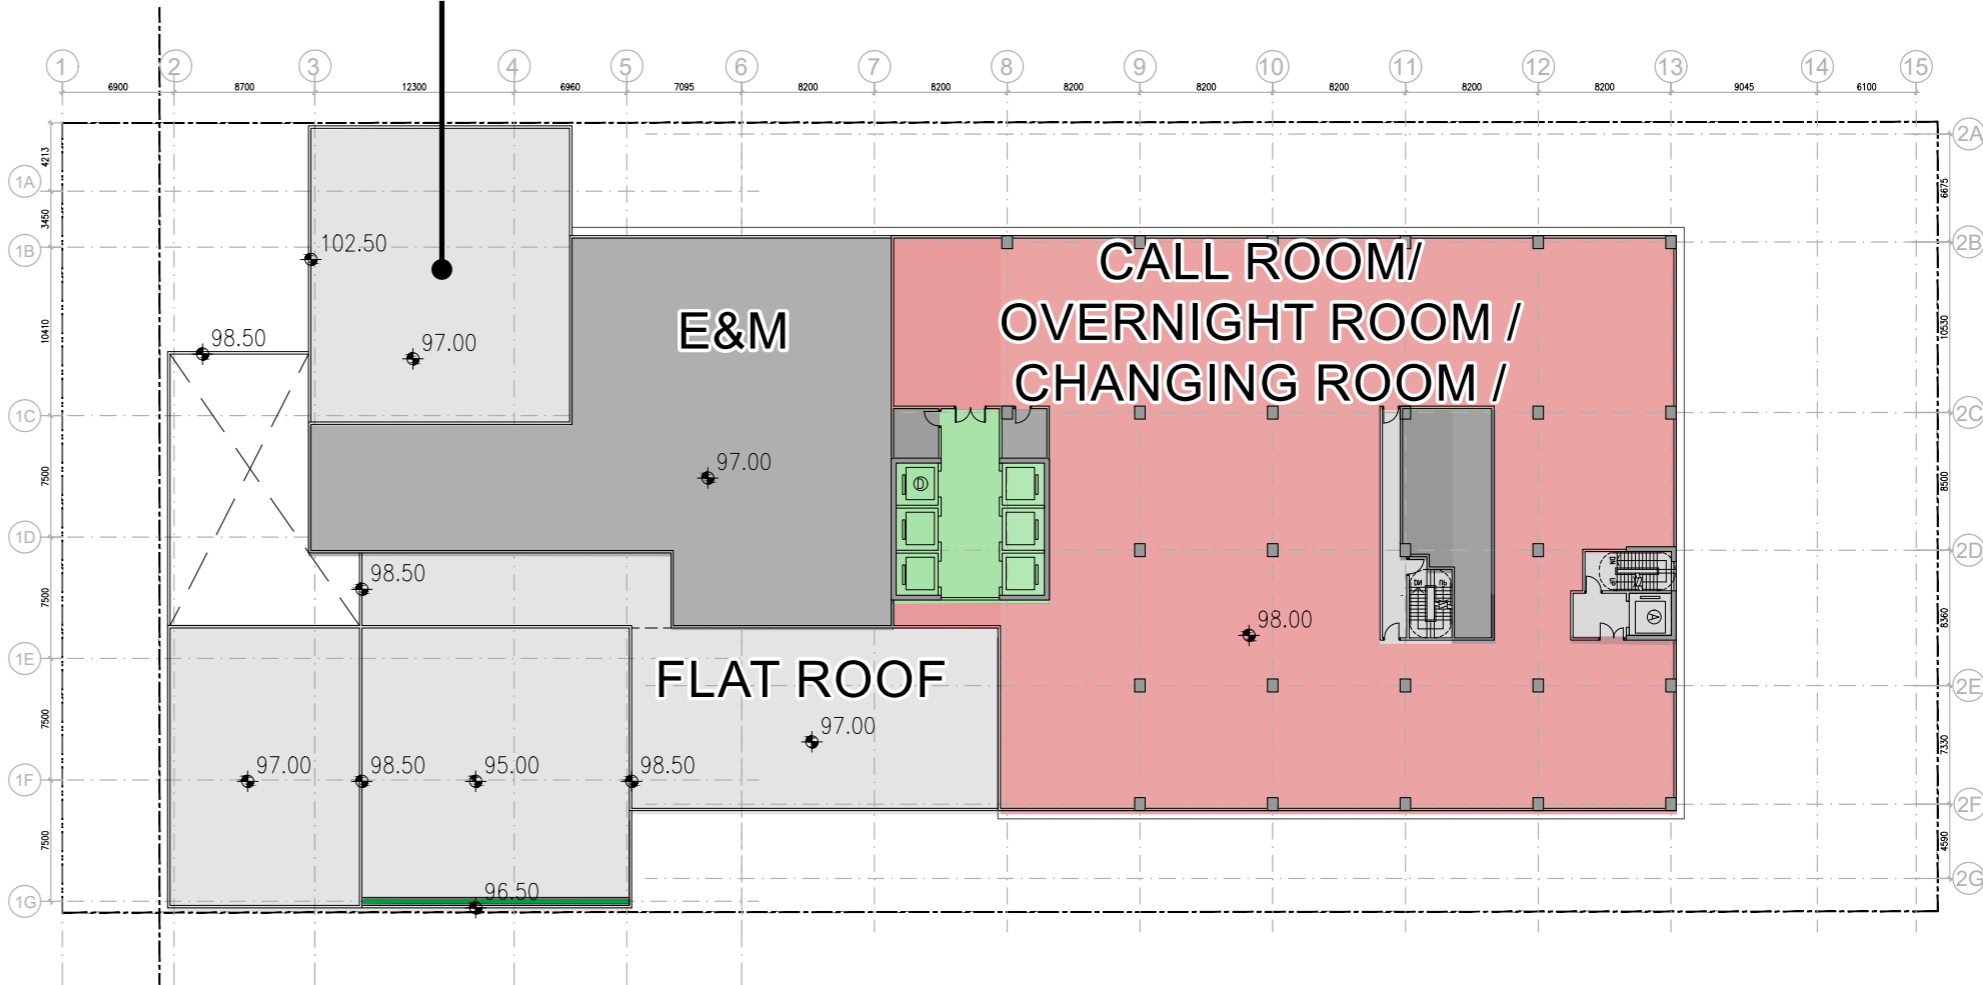 1 2 3 4 5 6 7 8 9 10 11 12 13 14 15
6900 8700 12300 6960 7095 8200 8200 8200 8200 8200 8200 8200 9045 6100
2A
4213
1A
6675
3450
1B
2B
102.50
CALL ROOM/
E&M
OVERNIGHT ROOM /
98.50
97.00
10410
10530
CHANGING ROOM /
1C
2C
97.00
7500
8500
1D
2D
98.50
DN
UP
DN
UP
7500
8360
A
98.00
1E
FLAT ROOF
2E
7500
97.00
7330
97.00
98.50
95.00
98.50
1F
2F
7500
4590
96.50
2G
1G